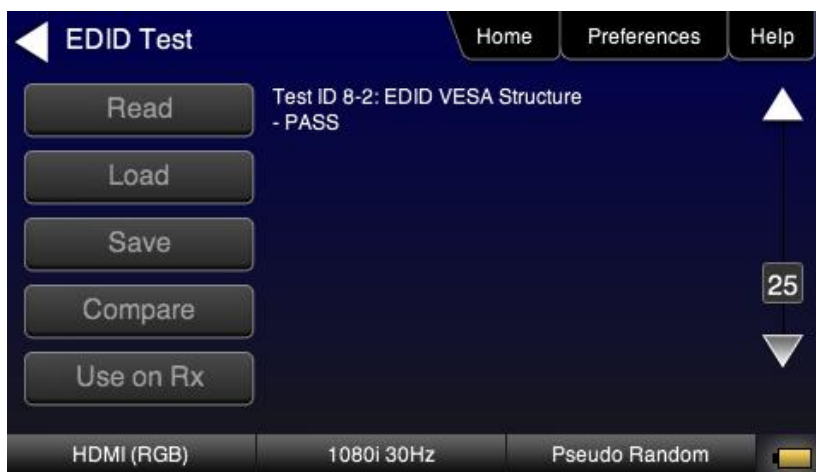 EDID Test
Home
Preferences
Help
Read
Load
Save
Compare
Use on Rx
Test ID 8-2: EDID VESA Structure
- PASS
25
HDMI (RGB)
1080i 30Hz
Pseudo Random